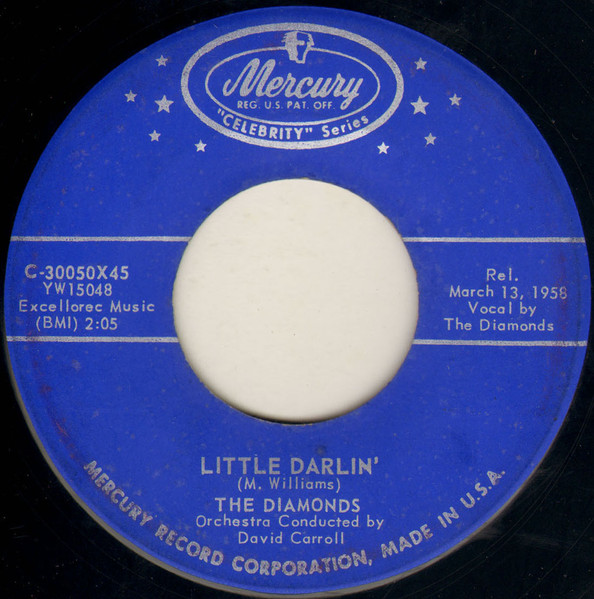 Mercury
REG. U.S. PAT. OFF.
"CELEBRITY" Series
C-30050X45
YW15048
Excellorec Music
(BMI) 2:05
Rel.
March 13, 1958
Vocal by
The Diamonds
LITTLE DARLIN'
(M. Williams)
THE DIAMONDS
Orchestra Conducted by
David Carroll
MERCURY RECORD CORPORATION, MADE IN U.S.A.